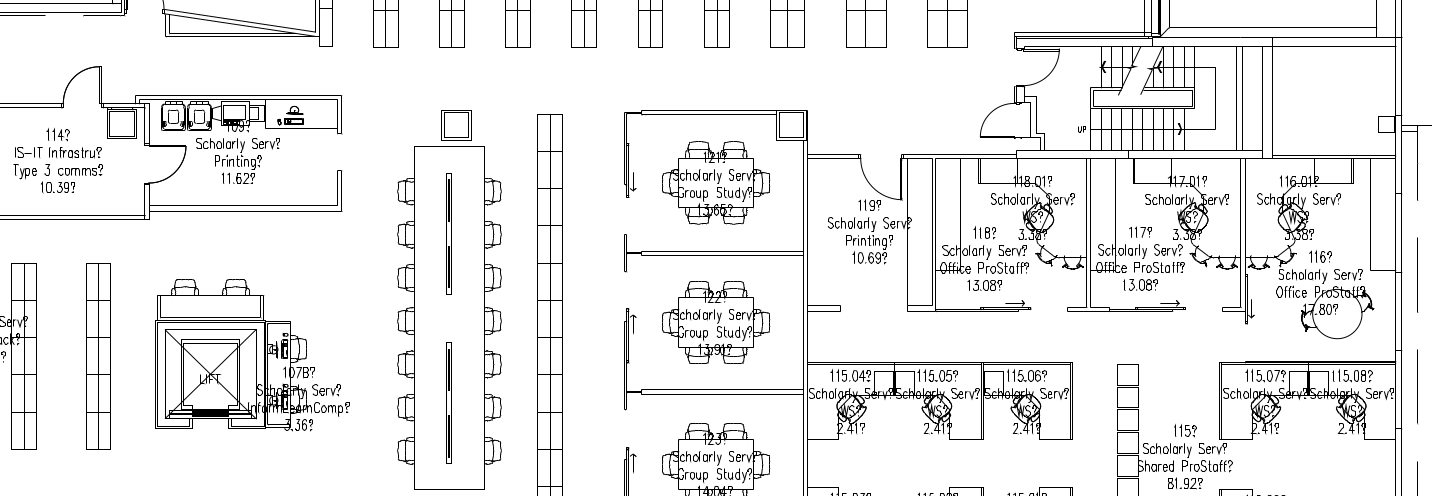 114?
IS-IT Infrastru?
Type 3 comms?
10.39?
109?
Scholarly Serv?
Printing?
11.62?
121?
Scholarly Serv?
Group Study?
13.65?
122?
Scholarly Serv?
Group Study?
13.91?
123?
Scholarly Serv?
Group Study?
14.04?
119?
Scholarly Serv?
Printing?
10.69?
UP
118.01?
Scholarly Serv?
WS?
3.38?
118?
Scholarly Serv?
Office ProStaff?
13.08?
117.01?
Scholarly Serv?
WS?
3.38?
117?
Scholarly Serv?
Office ProStaff?
13.08?
116.01?
Scholarly Serv?
WS?
3.38?
116?
Scholarly Serv?
Office ProStaff?
17.80?
Serv?
ack?
?
LIFT
107B?
Scholarly Serv?
InformLearnComp?
3.36?
115.04?
Scholarly Serv?
WS?
2.41?
115.05?
Scholarly Serv?
WS?
2.41?
115.06?
Scholarly Serv?
WS?
2.41?
115.07?
Scholarly Serv?
WS?
2.41?
115.08?
Scholarly Serv?
WS?
2.41?
115?
Scholarly Serv?
Shared ProStaff?
81.92?